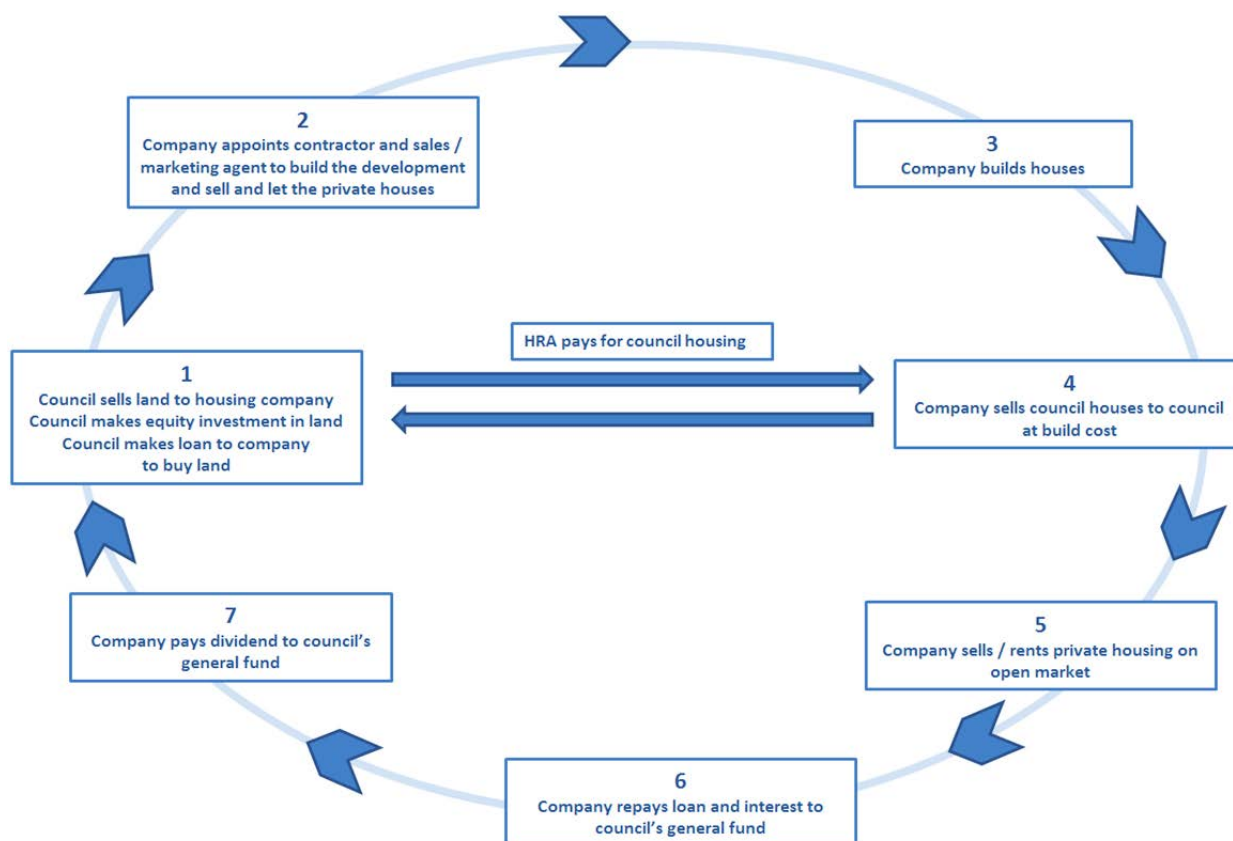 1
Council sells land to housing company
Council makes equity investment in land
Council makes loan to company
to buy land
2
Company appoints contractor and sales /
marketing agent to build the development
and sell and let the private houses
3
Company builds houses
HRA pays for council housing
4
Company sells council houses to council
at build cost
5
Company sells / rents private housing on
open market
6
Company repays loan and interest to
council’s general fund
7
Company pays dividend to council’s
general fund